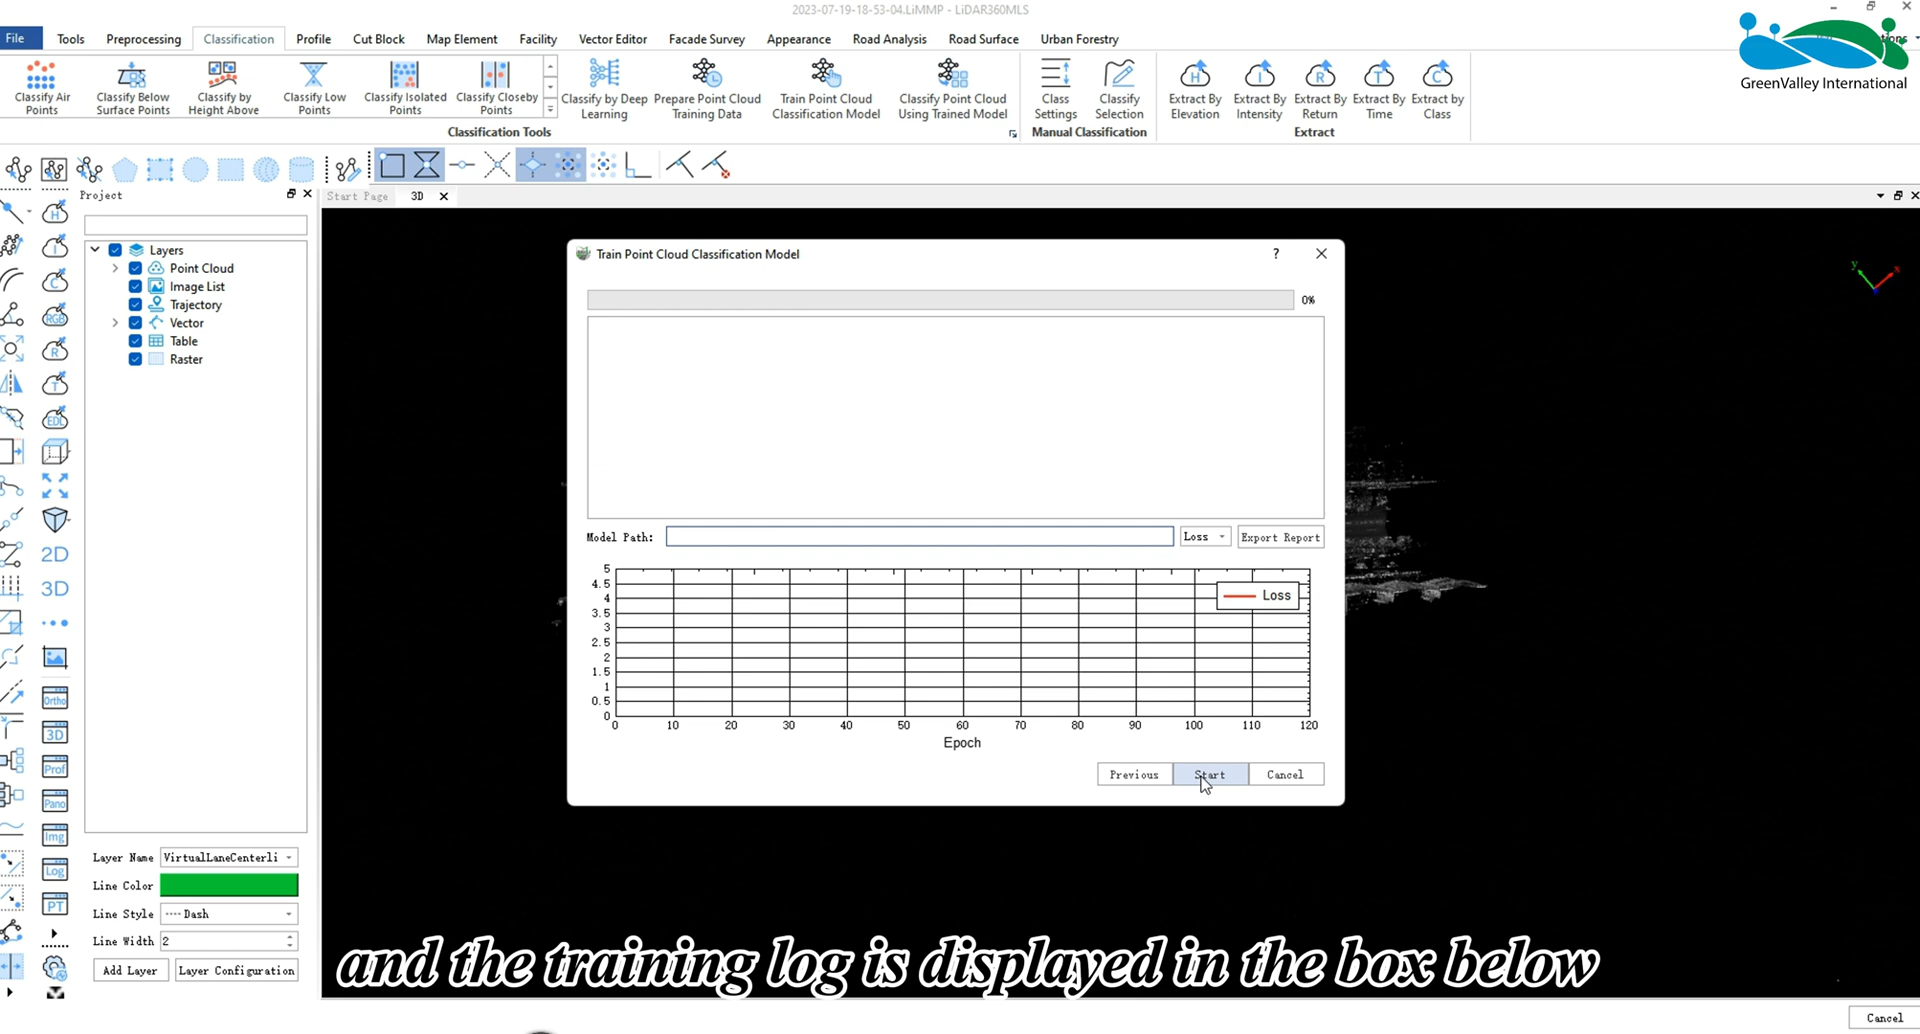 2023-07-19-18-53-04.LiMMP - LiDAR360MLS
File Tools Preprocessing Classification Profile Cut Block Map Element Facility Vector Editor Facade Survey Appearance Road Analysis Road Surface Urban Forestry
GreenValley International
Classify Air Points
Classify Below Surface Points
Classify by Height Above
Classify Low Points
Classify Isolated Points
Classify Closeby Points
Classify by Deep Learning
Prepare Point Cloud Training Data
Train Point Cloud Classification Model
Classify Point Cloud Using Trained Model
Class Settings
Classify Selection
Extract By Elevation
Extract By Intensity
Extract By Return
Extract By Time
Extract by Class
Classification Tools
Manual Classification
Extract
Project
Start Page 3D
Layers
Point Cloud
Image List
Trajectory
Vector
Table
Raster
H
I
C
RGB
R
T
EDL
2D
3D
Ortho
3D
Prof
Pano
Img
Log
PT
Train Point Cloud Classification Model ?
0%
Model Path: Loss Export Report
5
4.5
4
3.5
3
2.5
2
1.5
1
0.5
0
Loss
0 10 20 30 40 50 60 70 80 90 100 110 120
Epoch
Previous Start Cancel
y x
Layer Name VirtualLaneCenterli
Line Color
Line Style Dash
Line Width 2
Add Layer Layer Configuration
and the training log is displayed in the box below
Cancel